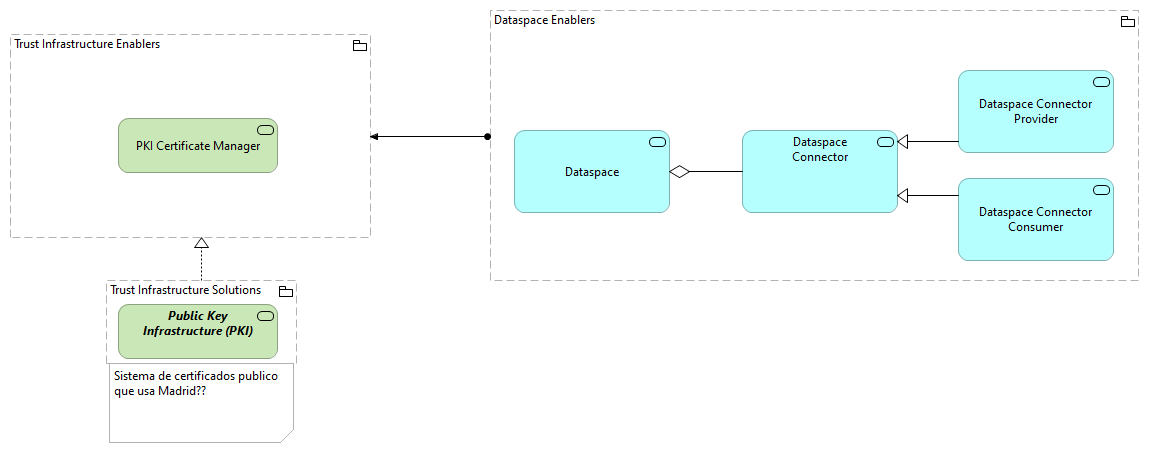 Trust Infrastructure Enablers
PKI Certificate Manager
Trust Infrastructure Solutions
Public Key
Infrastructure (PKI)
Sistema de certificados publico
que usa Madrid??
Dataspace Enablers
Dataspace
Dataspace
Connector
Dataspace Connector
Provider
Dataspace Connector
Consumer